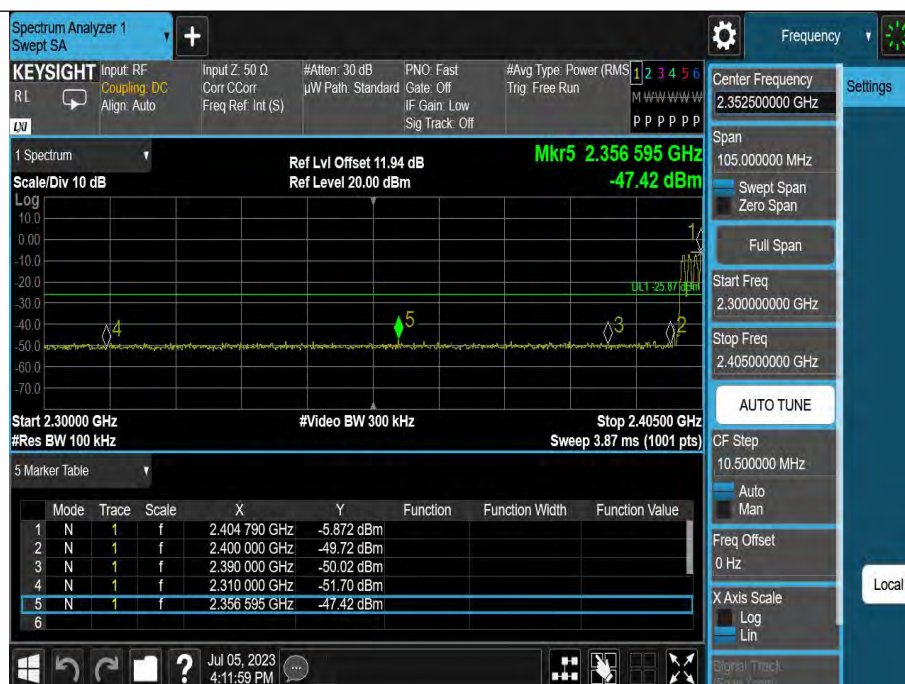 Spectrum Analyzer 1
Swept SA
+
Frequency
KEYSIGHT
Input: RF
Input Z: 50 Ω
#Atten: 30 dB
PNO: Fast
#Avg Type: Power (RMS
1 2 3 4 5 6
R L
Coupling: DC
Corr CCorr
µW Path: Standard
Gate: Off
Trig: Free Run
M W W W W W
Align: Auto
Freq Ref: Int (S)
IF Gain: Low
LXI
Sig Track: Off
P P P P P P
Center Frequency
2.352500000 GHz
Settings
Span
105.000000 MHz
Swept Span
Zero Span
Full Span
Start Freq
2.300000000 GHz
Stop Freq
2.405000000 GHz
AUTO TUNE
CF Step
10.500000 MHz
Auto
Man
Freq Offset
0 Hz
X Axis Scale
Log
Lin
Signal Track
Local
1 Spectrum
Ref Lvl Offset 11.94 dB
Mkr5 2.356 595 GHz
Scale/Div 10 dB
Ref Level 20.00 dBm
-47.42 dBm
Log
10.0
0.00
-10.0
-20.0
-30.0
-40.0
-50.0
-60.0
-70.0
1
DL1 -25.87 dBm
4
5
3
2
Start 2.30000 GHz
#Video BW 300 kHz
Stop 2.40500 GHz
#Res BW 100 kHz
Sweep 3.87 ms (1001 pts)
5 Marker Table
Mode Trace Scale X Y Function Function Width Function Value
1 N 1 f 2.404 790 GHz -5.872 dBm
2 N 1 f 2.400 000 GHz -49.72 dBm
3 N 1 f 2.390 000 GHz -50.02 dBm
4 N 1 f 2.310 000 GHz -51.70 dBm
5 N 1 f 2.356 595 GHz -47.42 dBm
6
?
Jul 05, 2023
4:11:59 PM